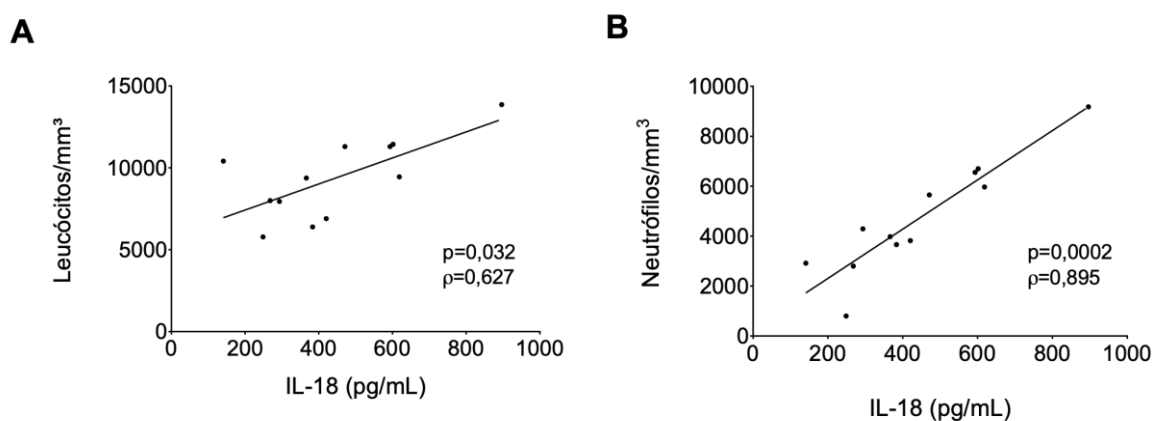 A
Leucócitos/mm³
15000
10000
5000
0
p=0,032
ρ=0,627
0 200 400 600 800 1000
IL-18 (pg/mL)
B
Neutrófilos/mm³
10000
8000
6000
4000
2000
0
p=0,0002
ρ=0,895
0 200 400 600 800 1000
IL-18 (pg/mL)